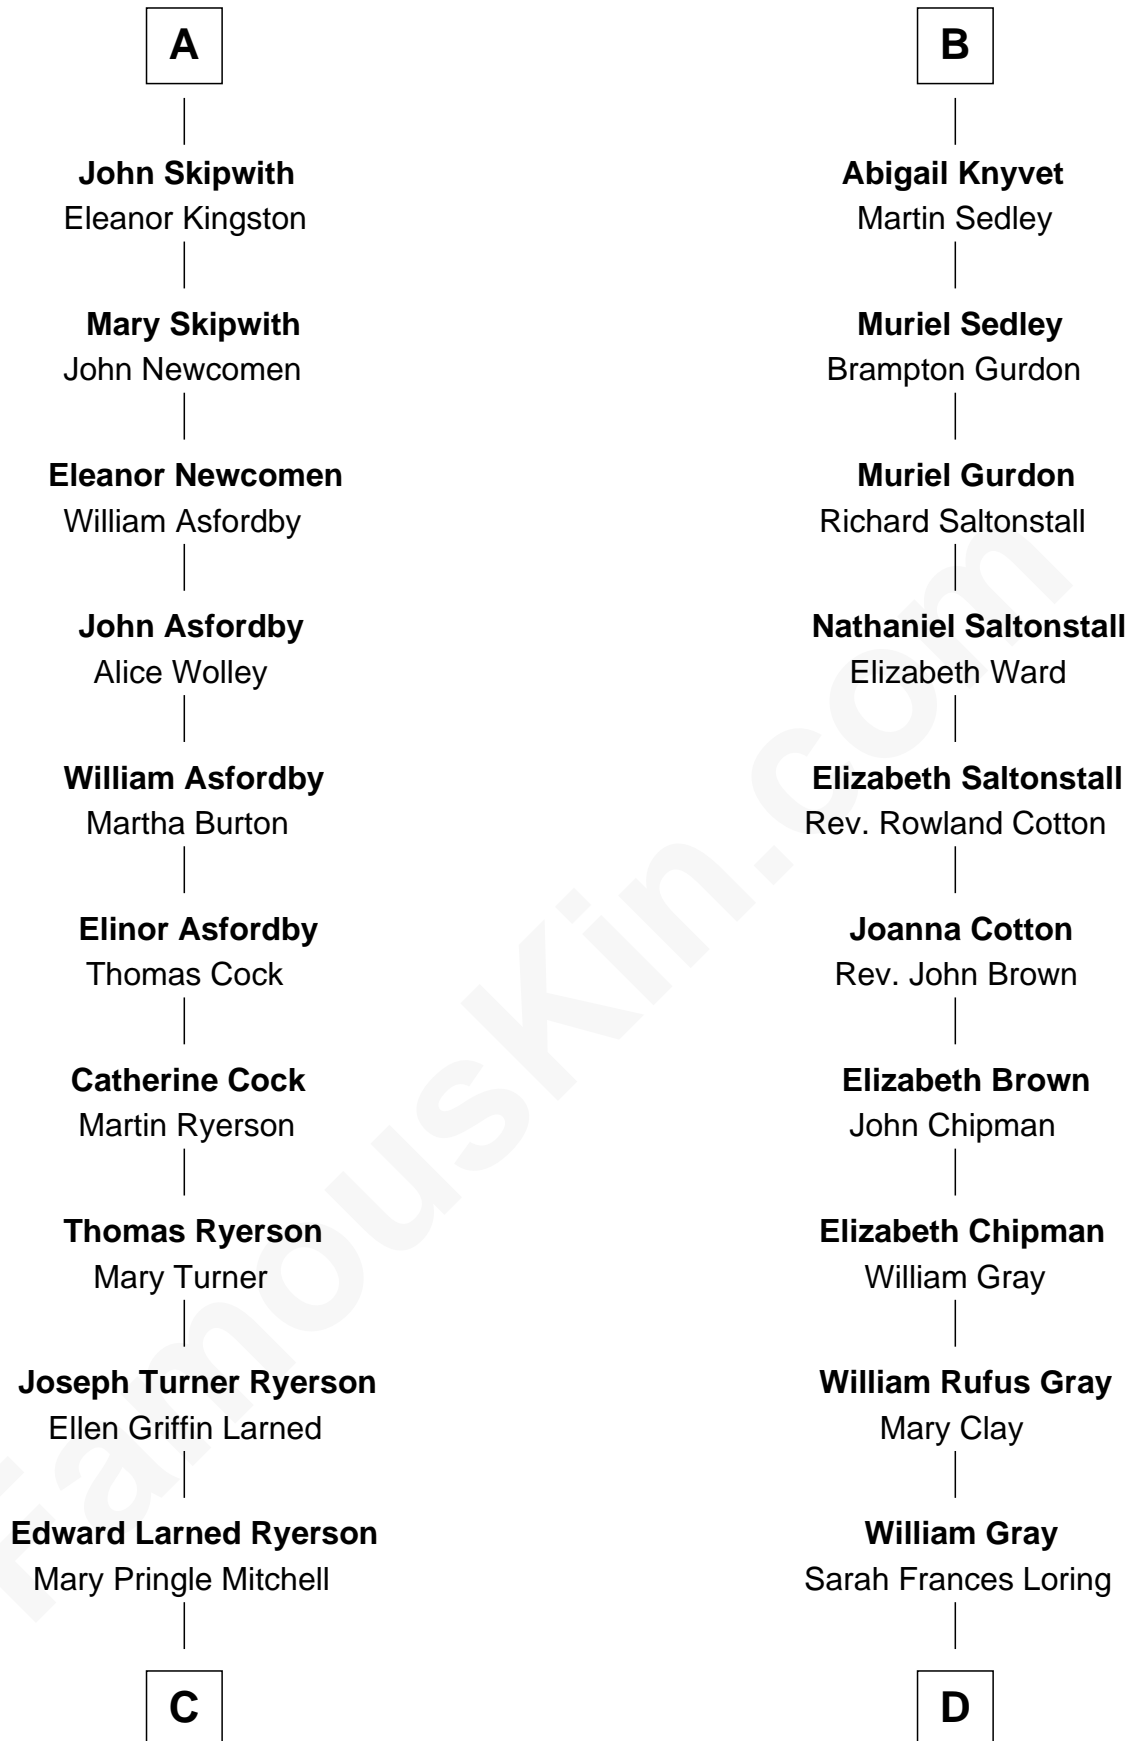 A
John Skipwith
Eleanor Kingston
Mary Skipwith
John Newcomen
Eleanor Newcomen
William Asfordby
John Asfordby
Alice Wolley
William Asfordby
Martha Burton
Elinor Asfordby
Thomas Cock
Catherine Cock
Martin Ryerson
Thomas Ryerson
Mary Turner
Joseph Turner Ryerson
Ellen Griffin Larned
Edward Larned Ryerson
Mary Pringle Mitchell
C
B
Abigail Knyvet
Martin Sedley
Muriel Sedley
Brampton Gurdon
Muriel Gurdon
Richard Saltonstall
Nathaniel Saltonstall
Elizabeth Ward
Elizabeth Saltonstall
Rev. Rowland Cotton
Joanna Cotton
Rev. John Brown
Elizabeth Brown
John Chipman
Elizabeth Chipman
William Gray
William Rufus Gray
Mary Clay
William Gray
Sarah Frances Loring
D
FamousKin.com